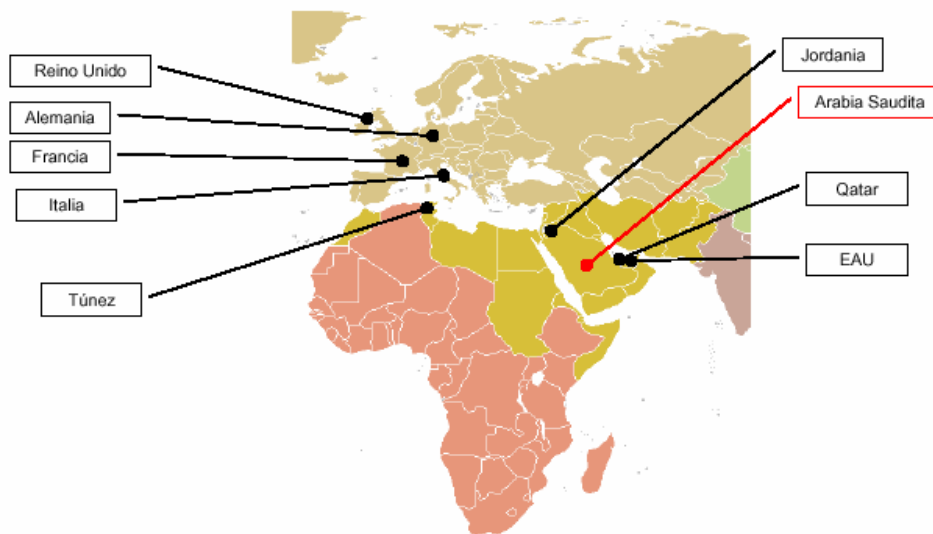 Reino Unido
Alemania
Francia
Italia
Túnez
Jordania
Arabia Saudita
Qatar
EAU